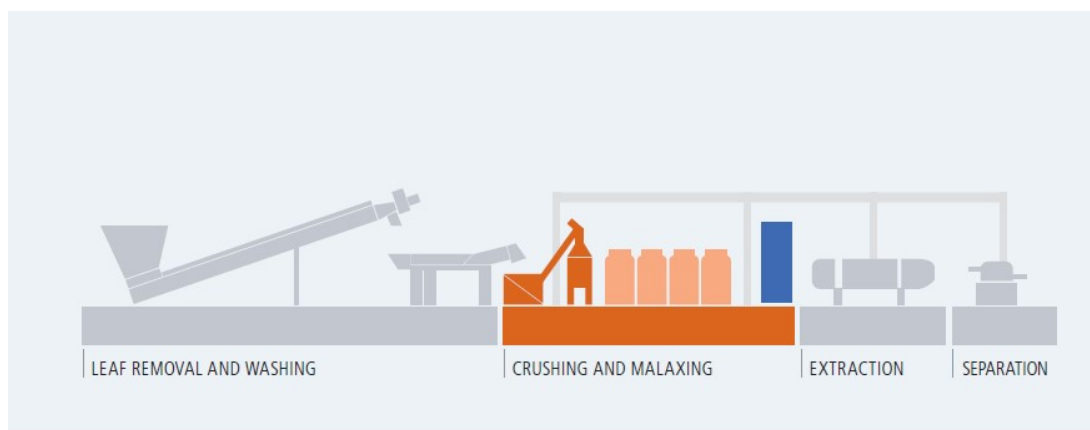 LEAF REMOVAL AND WASHING
CRUSHING AND MALAXING
EXTRACTION
SEPARATION